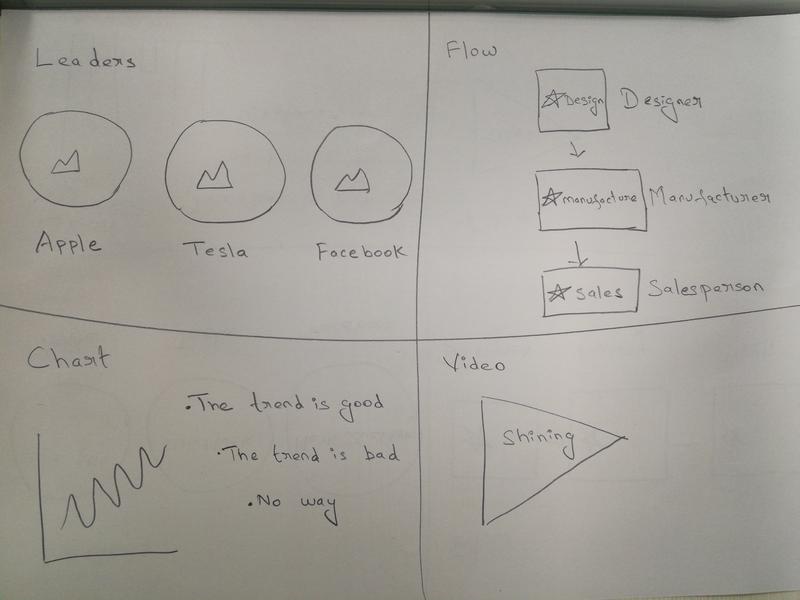 Leaders
Apple
Tesla
Facebook
Flow
Design
Designer
manufacture
Manufacturer
Sales
Salesperson
Chart
.The trend is good
.The trend is bad
.No way
Video
Shining